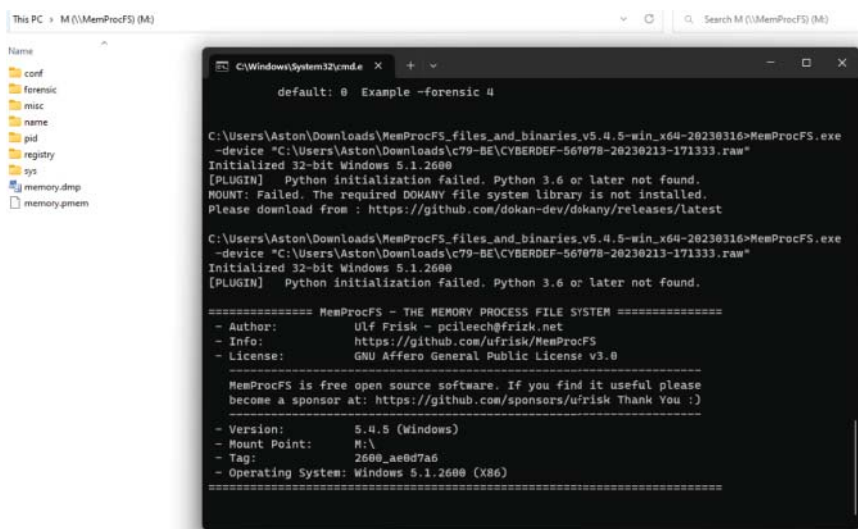 This PC > M (\\MemProcFS) (M:)
Search M (\\MemProcFS) (M:)
Name
conf
forensic
misc
name
pid
registry
sys
memory.dmp
memory.pmem
C:\Windows\System32\cmd.e
default: 0 Example -forensic 4
C:\Users\Aston\Downloads\MemProcFS_files_and_binaries_v5.4.5-win_x64-20230316>MemProcFS.exe
-device "C:\Users\Aston\Downloads\c79-BE\CYBERDEF-567078-20230213-171333.raw"
Initialized 32-bit Windows 5.1.2600
[PLUGIN] Python initialization failed. Python 3.6 or later not found.
MOUNT: Failed. The required DOKANY file system library is not installed.
Please download from : https://github.com/dokan-dev/dokany/releases/latest
C:\Users\Aston\Downloads\MemProcFS_files_and_binaries_v5.4.5-win_x64-20230316>MemProcFS.exe
-device "C:\Users\Aston\Downloads\c79-BE\CYBERDEF-567078-20230213-171333.raw"
Initialized 32-bit Windows 5.1.2600
[PLUGIN] Python initialization failed. Python 3.6 or later not found.
=============== MemProcFS - THE MEMORY PROCESS FILE SYSTEM ===============
- Author: Ulf Frisk - pcileech@frizk.net
- Info: https://github.com/ufrisk/MemProcFS
- License: GNU Affero General Public License v3.0
---------------------------------------------------------------------
MemProcFS is free open source software. If you find it useful please
become a sponsor at: https://github.com/sponsors/ufrisk Thank You :)
---------------------------------------------------------------------
- Version: 5.4.5 (Windows)
- Mount Point: M:\
- Tag: 2600_ae0d7a6
- Operating System: Windows 5.1.2600 (X86)
==========================================================================